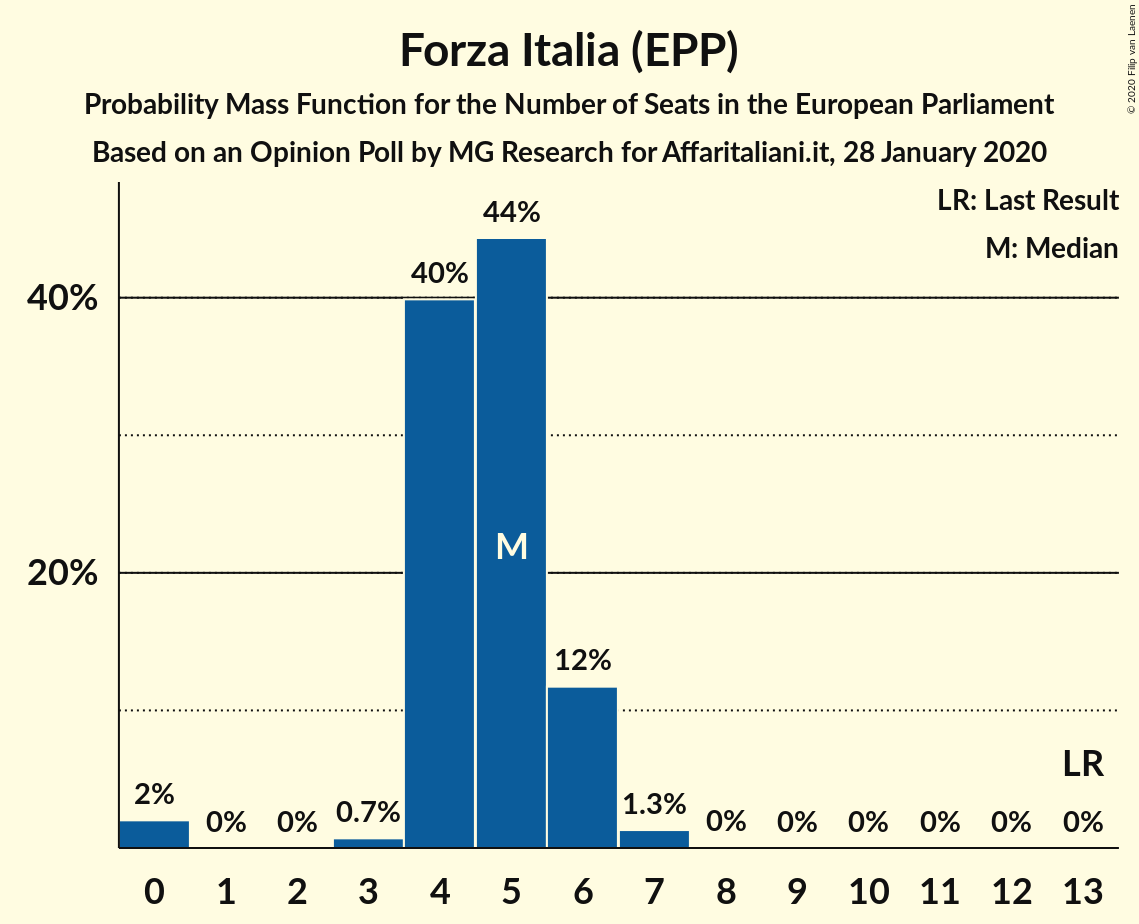 Forza Italia (EPP)
Probability Mass Function for the Number of Seats in the European Parliament
Based on an Opinion Poll by MG Research for Affaritaliani.it, 28 January 2020
© 2020 Filip van Laenen
LR: Last Result
M: Median
44%
40%
40%
M
20%
12%
LR
2%
0%
0%
0.7%
1.3%
0%
0%
0%
0%
0%
0%
0 1 2 3 4 5 6 7 8 9 10 11 12 13